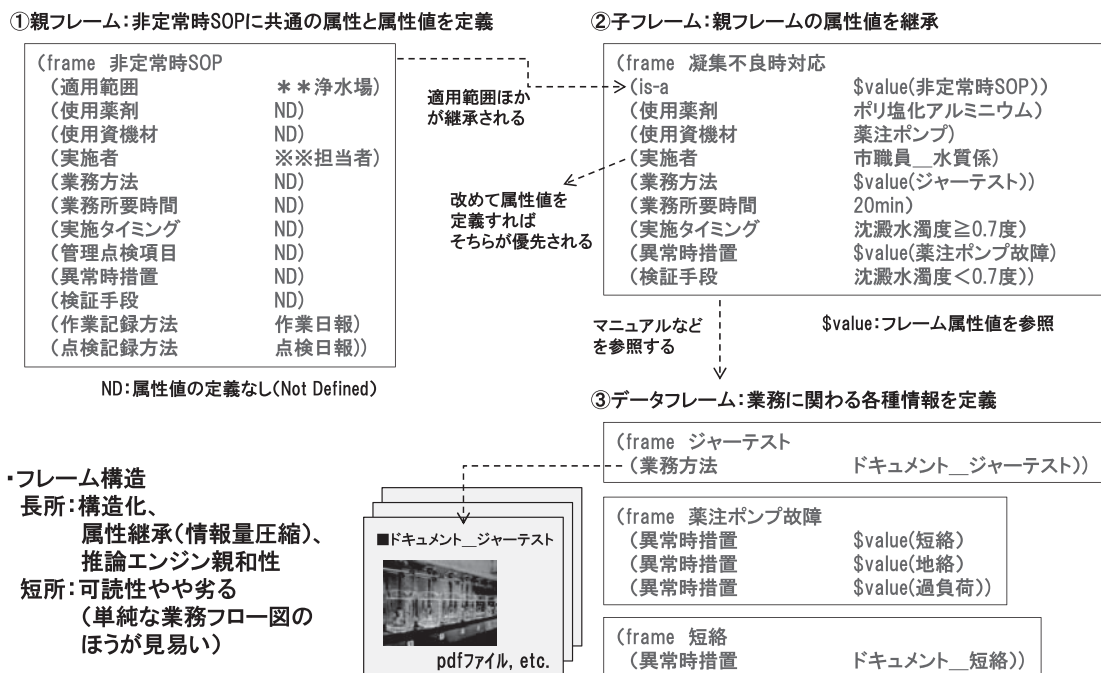 ①親フレーム：非定常時SOPに共通の属性と属性値を定義
(frame 非定常時SOP
(適用範囲 ＊＊浄水場)
(使用薬剤 ND)
(使用資機材 ND)
(実施者 ※※担当者)
(業務方法 ND)
(業務所要時間 ND)
(実施タイミング ND)
(管理点検項目 ND)
(異常時措置 ND)
(検証手段 ND)
(作業記録方法 作業日報)
(点検記録方法 点検日報))
ND：属性値の定義なし(Not Defined)
適用範囲ほか
が継承される
改めて属性値を
定義すれば
そちらが優先される
②子フレーム：親フレームの属性値を継承
(frame 凝集不良時対応
(is-a $value(非定常時SOP))
(使用薬剤 ポリ塩化アルミニウム)
(使用資機材 薬注ポンプ)
(実施者 市職員__水質係)
(業務方法 $value(ジャーテスト))
(業務所要時間 20min)
(実施タイミング 沈澱水濁度≧0.7度)
(異常時措置 $value(薬注ポンプ故障)
(検証手段 沈澱水濁度＜0.7度))
マニュアルなど
を参照する
$value：フレーム属性値を参照
③データフレーム：業務に関わる各種情報を定義
(frame ジャーテスト
(業務方法 ドキュメント__ジャーテスト))
(frame 薬注ポンプ故障
(異常時措置 $value(短絡)
(異常時措置 $value(地絡)
(異常時措置 $value(過負荷))
(frame 短絡
(異常時措置 ドキュメント__短絡))
・フレーム構造
長所：構造化、
属性継承(情報量圧縮)、
推論エンジン親和性
短所：可読性やや劣る
(単純な業務フロー図の
ほうが見易い)
■ドキュメント__ジャーテスト
pdfファイル, etc.